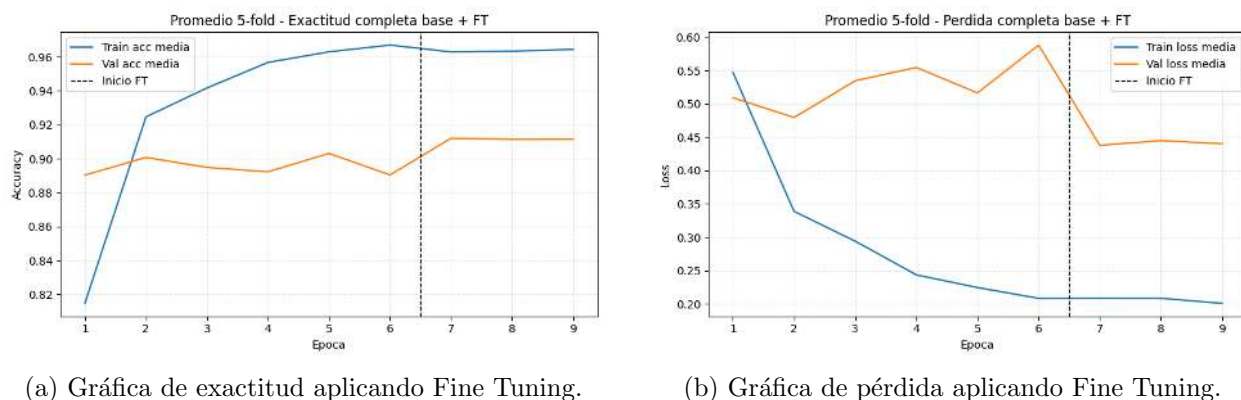 Promedio 5-fold - Exactitud completa base + FT
Train acc media
Val acc media
Inicio FT
0.96
0.94
0.92
0.90
0.88
0.86
0.84
0.82
Accuracy
1 2 3 4 5 6 7 8 9
Epoca
(a) Gráfica de exactitud aplicando Fine Tuning.
Promedio 5-fold - Perdida completa base + FT
Train loss media
Val loss media
Inicio FT
0.60
0.55
0.50
0.45
0.40
0.35
0.30
0.25
0.20
Loss
1 2 3 4 5 6 7 8 9
Epoca
(b) Gráfica de pérdida aplicando Fine Tuning.